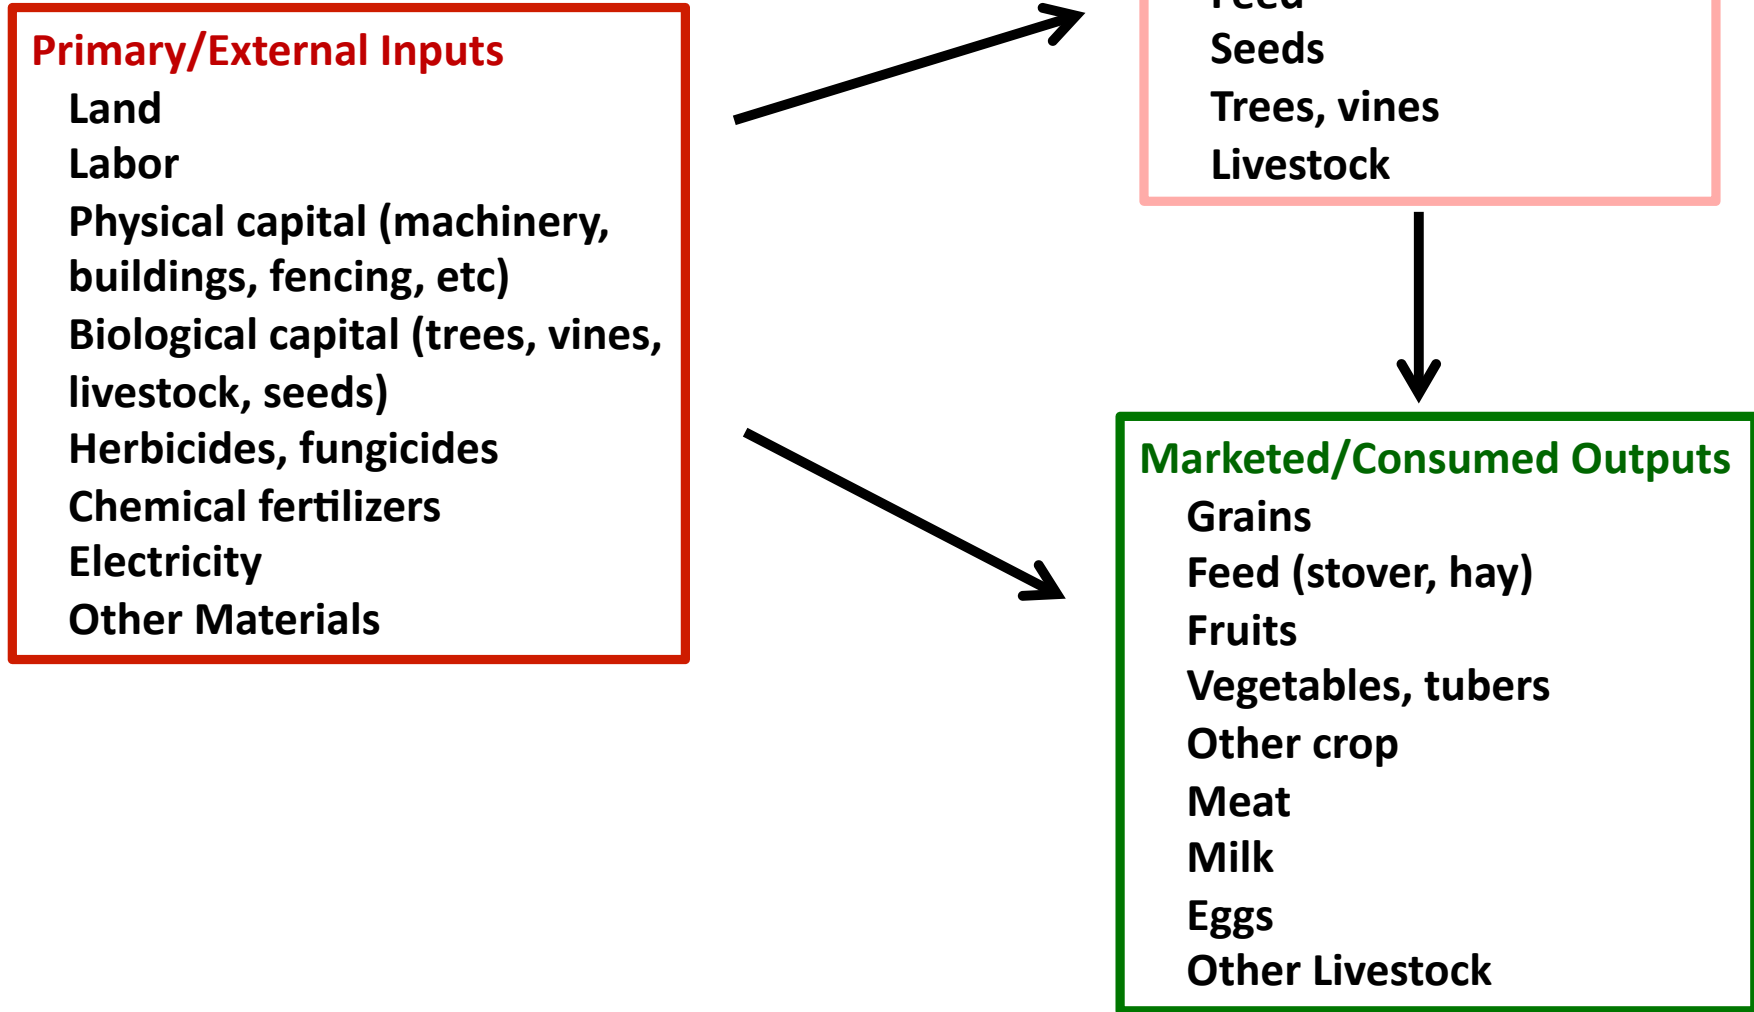 Primary/External Inputs
Land
Labor
Physical capital (machinery,
buildings, fencing, etc)
Biological capital (trees, vines,
livestock, seeds)
Herbicides, fungicides
Chemical fertilizers
Electricity
Other Materials
Feed
Seeds
Trees, vines
Livestock
Marketed/Consumed Outputs
Grains
Feed (stover, hay)
Fruits
Vegetables, tubers
Other crop
Meat
Milk
Eggs
Other Livestock